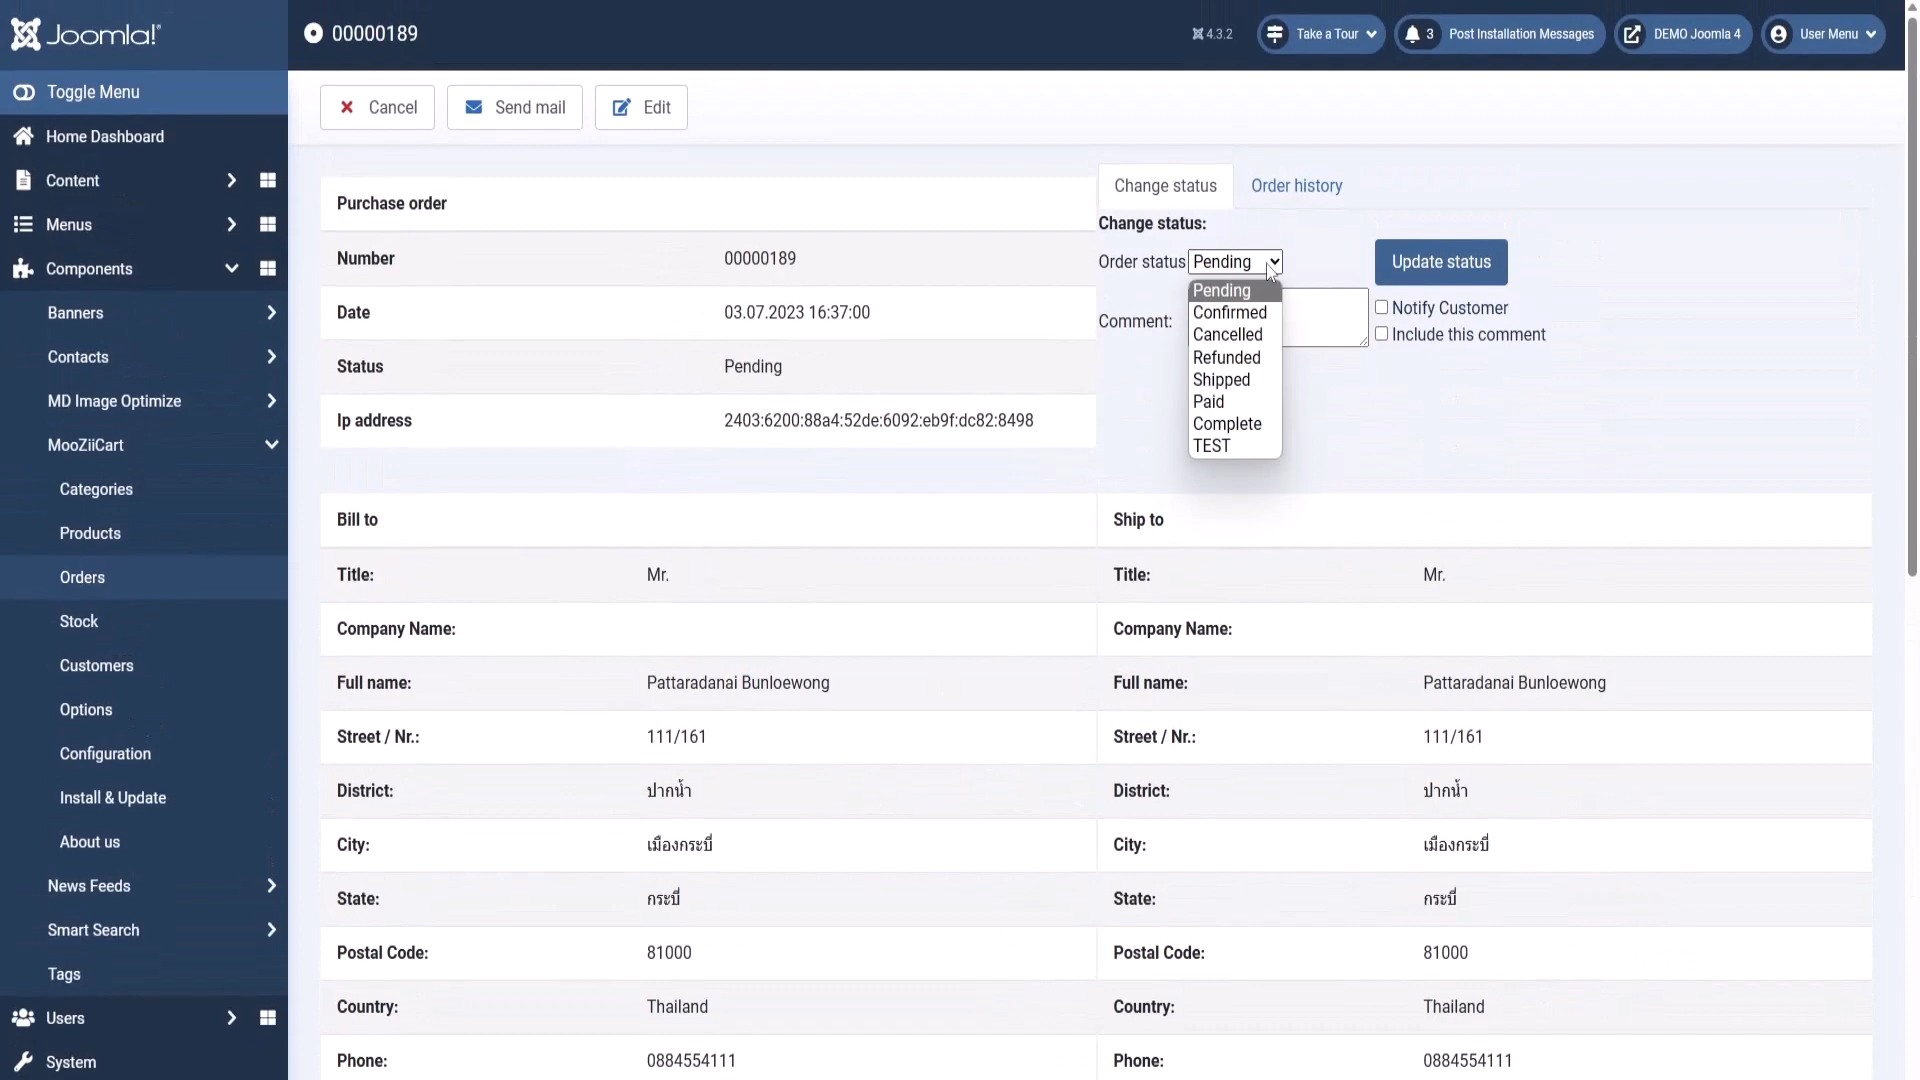 Joomla!
00000189
4.3.2
Take a Tour
3
Post Installation Messages
DEMO Joomla 4
User Menu
Toggle Menu
Home Dashboard
Content
Menus
Components
Banners
Contacts
MD Image Optimize
MooZiiCart
Categories
Products
Orders
Stock
Customers
Options
Configuration
Install & Update
About us
News Feeds
Smart Search
Tags
Users
System
Cancel
Send mail
Edit
Purchase order
Number 00000189
Date 03.07.2023 16:37:00
Status Pending
Ip address 2403:6200:88a4:52de:6092:eb9f:dc82:8498
Change status
Order history
Change status:
Order status Pending
Update status
Pending
Confirmed
Cancelled
Refunded
Shipped
Paid
Complete
TEST
Comment:
Notify Customer
Include this comment
Bill to
Title: Mr.
Company Name:
Full name: Pattaradanai Bunloewong
Street / Nr.: 111/161
District: ปากน้ำ
City: เมืองกระบี่
State: กระบี่
Postal Code: 81000
Country: Thailand
Phone: 0884554111
Ship to
Title: Mr.
Company Name:
Full name: Pattaradanai Bunloewong
Street / Nr.: 111/161
District: ปากน้ำ
City: เมืองกระบี่
State: กระบี่
Postal Code: 81000
Country: Thailand
Phone: 0884554111